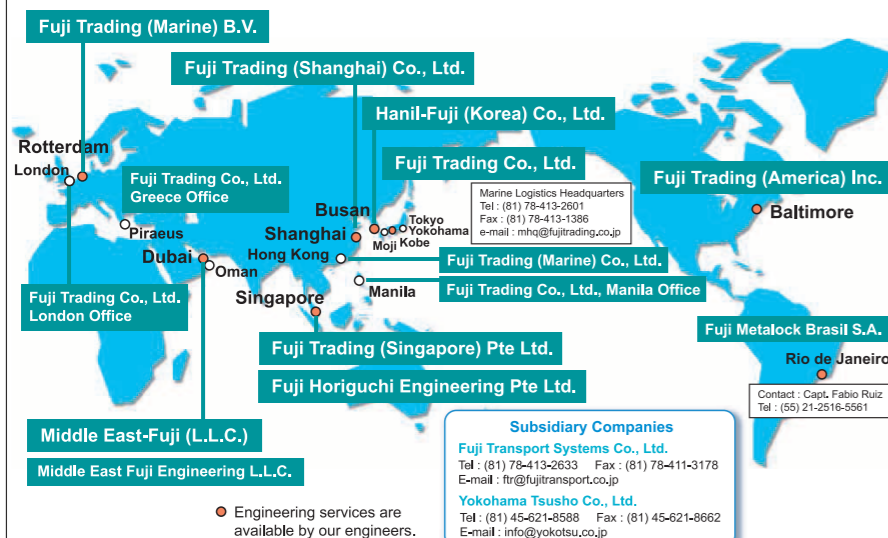 Fuji Trading (Marine) B.V.
Fuji Trading (Shanghai) Co., Ltd.
Hanil-Fuji (Korea) Co., Ltd.
Rotterdam
London
Fuji Trading Co., Ltd.
Fuji Trading (America) Inc.
Fuji Trading Co., Ltd.
Greece Office
Marine Logistics Headquarters
Tel : (81) 78-413-2601
Fax : (81) 78-413-1386
e-mail : mhq@fujitrading.co.jp
Baltimore
Piraeus
Busan
Tokyo
Yokohama
Shanghai
Moji
Kobe
Dubai
Oman
Hong Kong
Fuji Trading (Marine) Co., Ltd.
Fuji Trading Co., Ltd.
London Office
Manila
Fuji Trading Co., Ltd., Manila Office
Singapore
Fuji Trading (Singapore) Pte Ltd.
Fuji Horiguchi Engineering Pte Ltd.
Fuji Metalock Brasil S.A.
Rio de Janeiro
Contact : Capt. Fabio Ruiz
Tel : (55) 21-2516-5561
Middle East-Fuji (L.L.C.)
Middle East Fuji Engineering L.L.C.
Subsidiary Companies
Fuji Transport Systems Co., Ltd.
Tel : (81) 78-413-2633 Fax : (81) 78-411-3178
E-mail : ftr@fujitransport.co.jp
Yokohama Tsusho Co., Ltd.
Tel : (81) 45-621-8588 Fax : (81) 45-621-8662
E-mail : info@yokotsu.co.jp
Engineering services are
available by our engineers.